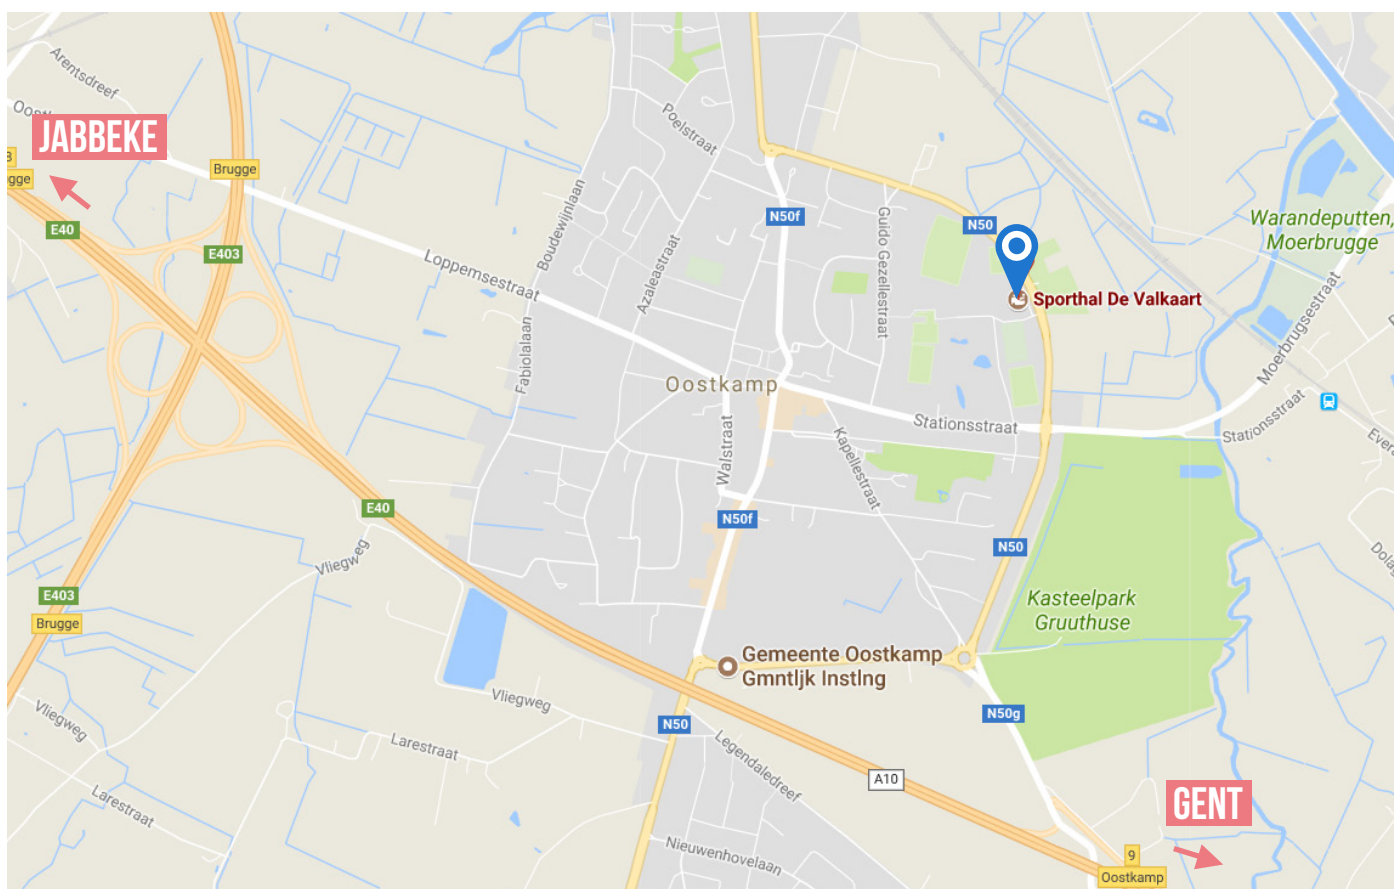 Arentsdreef
JABBEKE
Brugge
E40
E403
Poelstraat
N50f
Guido Gezellestraat
N50
Warandeputten,
Moerbrugge
Boudewijnlaan
Loppemsestraat
Azaleastraat
Sporthal De Valkaart
Moerbrugsestraat
Fabiolalaan
Oostkamp
Stationsstraat
Stationsstraat
Walstraat
Kapellestraat
E40
N50f
N50
Vliegweg
E403
Brugge
Kasteelpark
Gruuthuse
Gemeente Oostkamp
Gmntljk Instlng
Vliegweg
Vliegweg
N50
N50g
Larestraat
Legendaledreef
A10
Larestraat
GENT
Nieuwenhovelaan
9
Oostkamp